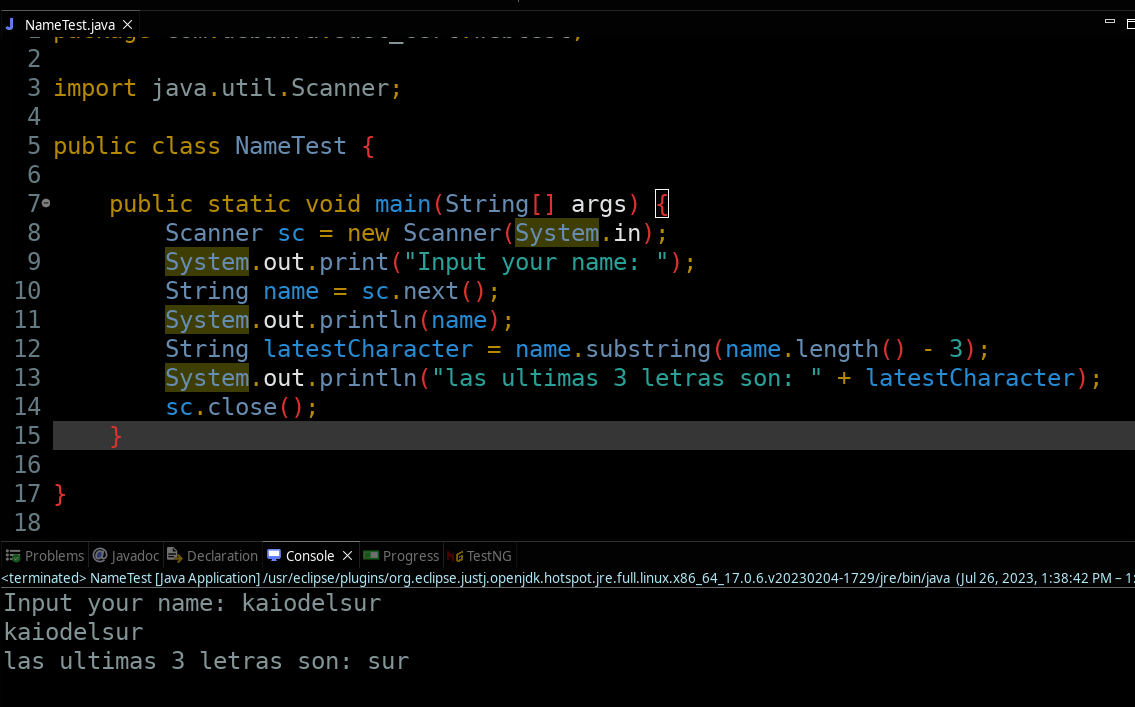 NameTest.java
2
3 import java.util.Scanner;
4
5 public class NameTest {
6
7 public static void main(String[] args) {
8 Scanner sc = new Scanner(System.in);
9 System.out.print("Input your name: ");
10 String name = sc.next();
11 System.out.println(name);
12 String latestCharacter = name.substring(name.length() - 3);
13 System.out.println("las ultimas 3 letras son: " + latestCharacter);
14 sc.close();
15 }
16
17 }
18
Problems @ Javadoc Declaration Console Progress TestNG
<terminated> NameTest [Java Application] /usr/eclipse/plugins/org.eclipse.justj.openjdk.hotspot.jre.full.linux.x86_64_17.0.6.v20230204-1729/jre/bin/java (Jul 26, 2023, 1:38:42 PM – 1:
Input your name: kaiodelsur
kaiodelsur
las ultimas 3 letras son: sur